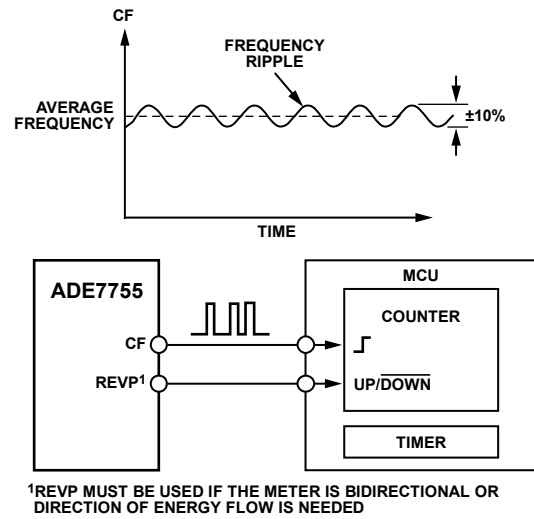 CF
FREQUENCY
RIPPLE
AVERAGE
FREQUENCY
±10%
TIME
MCU
ADE7755
COUNTER
CF
REVP1
UP/DOWN
TIMER
1REVP MUST BE USED IF THE METER IS BIDIRECTIONAL OR
DIRECTION OF ENERGY FLOW IS NEEDED